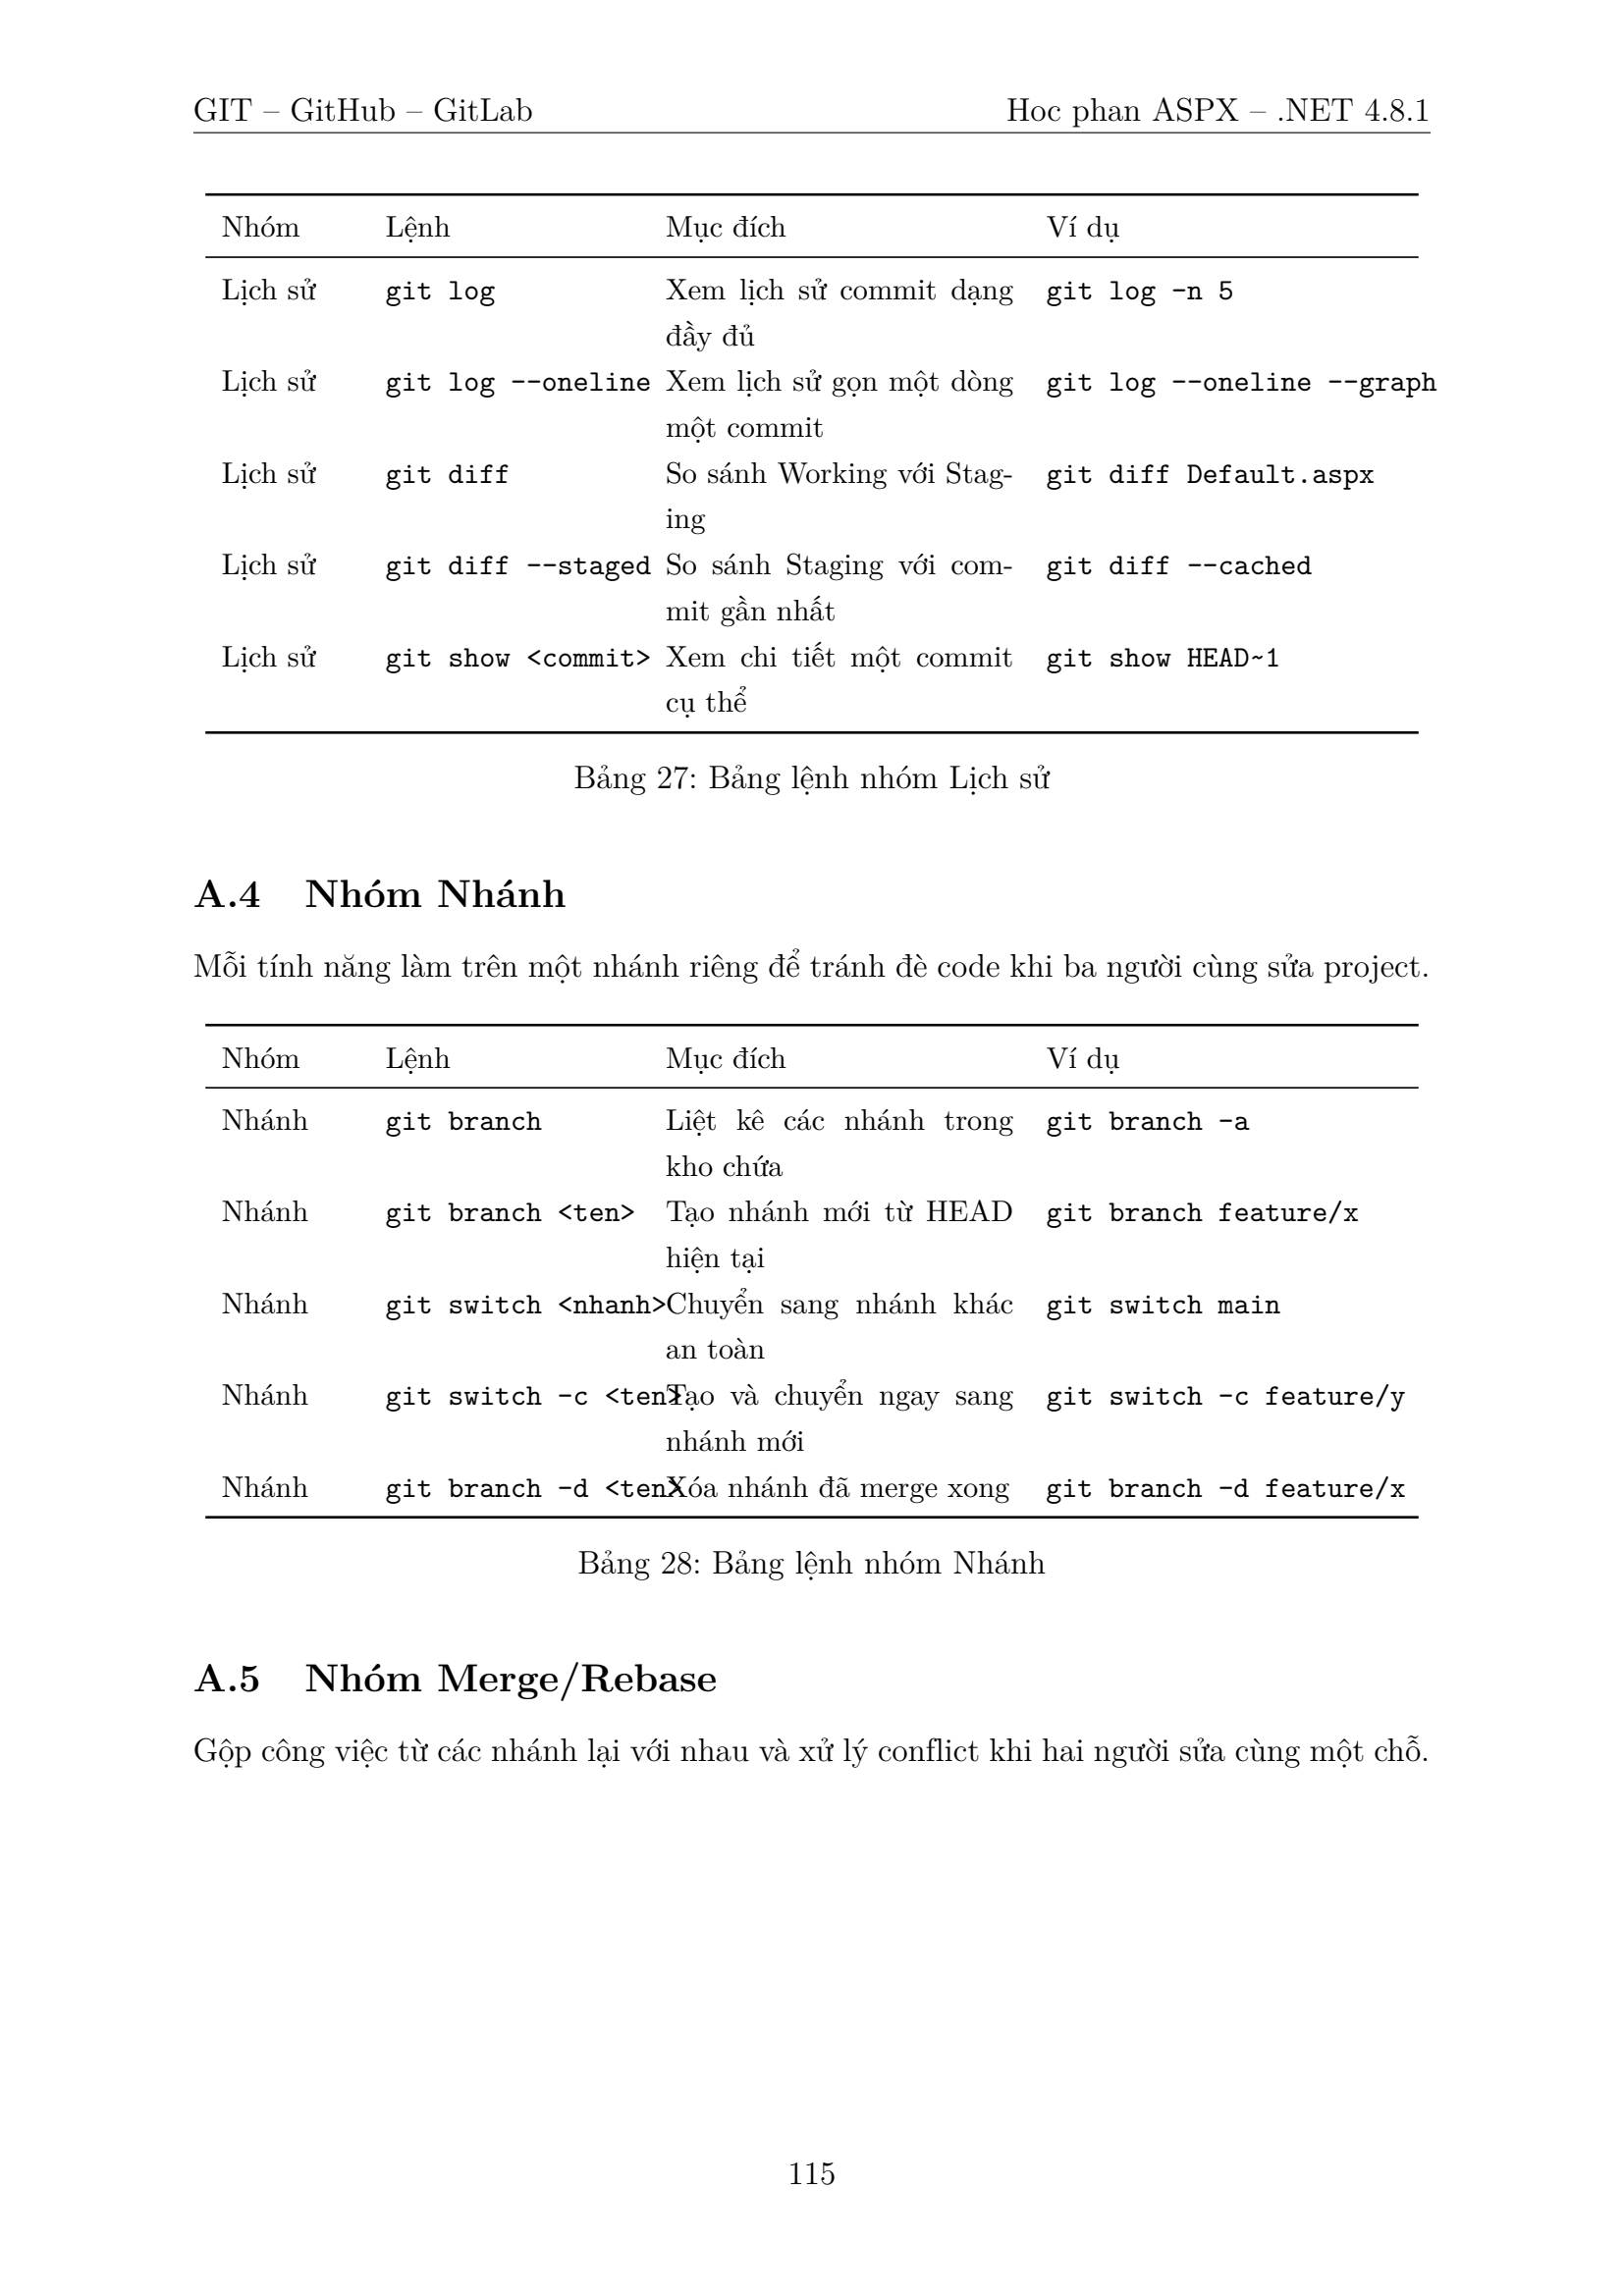 GIT – GitHub – GitLab Hoc phan ASPX – .NET 4.8.1
Nhóm Lệnh Mục đích Ví dụ
Lịch sử git log Xem lịch sử commit dạng git log -n 5
đầy đủ
Lịch sử git log --oneline Xem lịch sử gọn một dòng git log --oneline --graph
một commit
Lịch sử git diff So sánh Working với Stag- git diff Default.aspx
ing
Lịch sử git diff --staged So sánh Staging với com- git diff --cached
mit gần nhất
Lịch sử git show <commit> Xem chi tiết một commit git show HEAD~1
cụ thể
Bảng 27: Bảng lệnh nhóm Lịch sử
A.4 Nhóm Nhánh
Mỗi tính năng làm trên một nhánh riêng để tránh đè code khi ba người cùng sửa project.
Nhóm Lệnh Mục đích Ví dụ
Nhánh git branch Liệt kê các nhánh trong git branch -a
kho chứa
Nhánh git branch <ten> Tạo nhánh mới từ HEAD git branch feature/x
hiện tại
Nhánh git switch <nhanh> Chuyển sang nhánh khác git switch main
an toàn
Nhánh git switch -c <ten> Tạo và chuyển ngay sang git switch -c feature/y
nhánh mới
Nhánh git branch -d <ten> Xóa nhánh đã merge xong git branch -d feature/x
Bảng 28: Bảng lệnh nhóm Nhánh
A.5 Nhóm Merge/Rebase
Gộp công việc từ các nhánh lại với nhau và xử lý conflict khi hai người sửa cùng một chỗ.
115